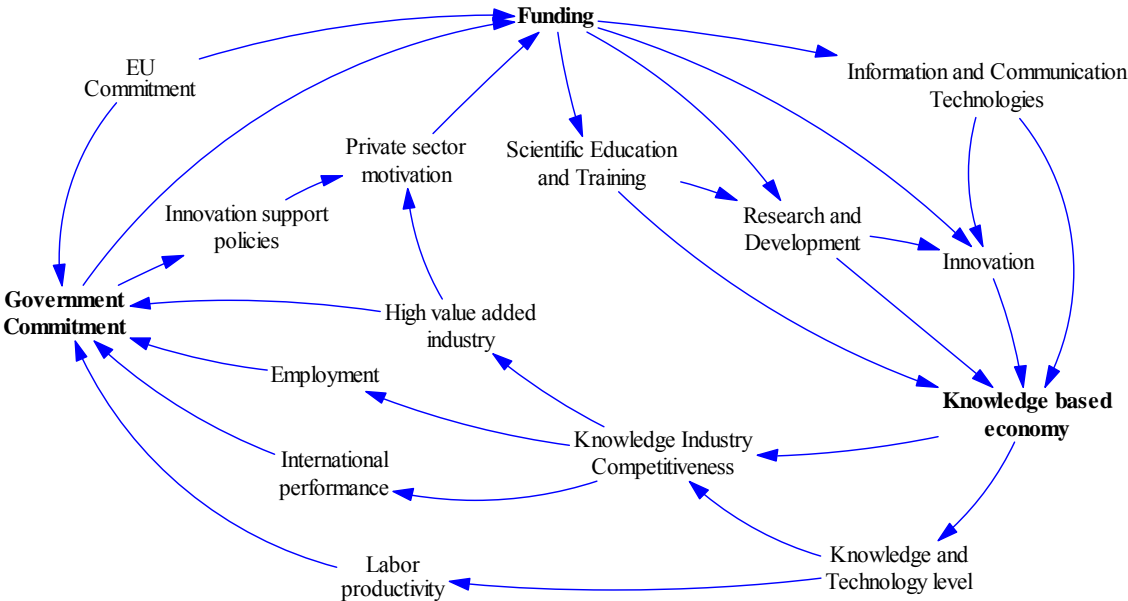 Funding
EU
Commitment
Information and Communication
Technologies
Private sector
motivation
Scientific Education
and Training
Innovation support
policies
Research and
Development
Innovation
Government
Commitment
High value added
industry
Employment
Knowledge based
economy
Knowledge Industry
Competitiveness
International
performance
Labor
productivity
Knowledge and
Technology level